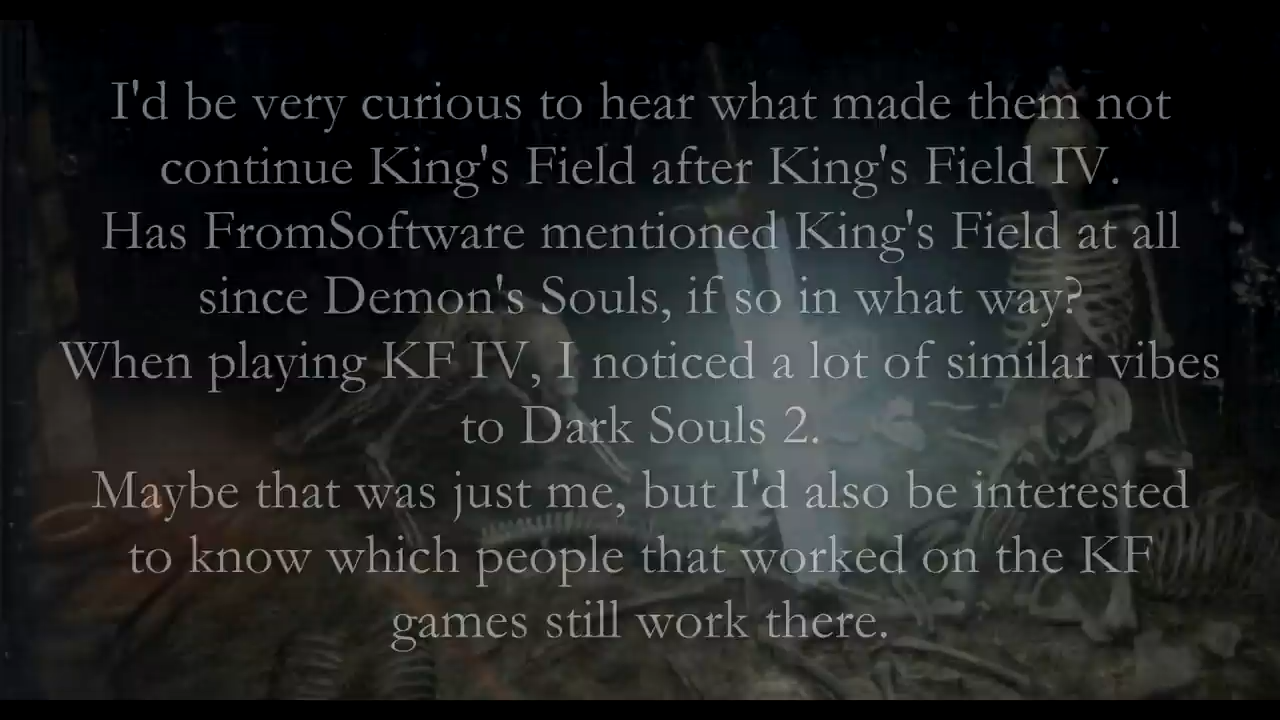 I'd be very curious to hear what made them not
continue King's Field after King's Field IV.
Has FromSoftware mentioned King's Field at all
since Demon's Souls, if so in what way?
When playing KF IV, I noticed a lot of similar vibes
to Dark Souls 2.
Maybe that was just me, but I'd also be interested
to know which people that worked on the KF
games still work there.